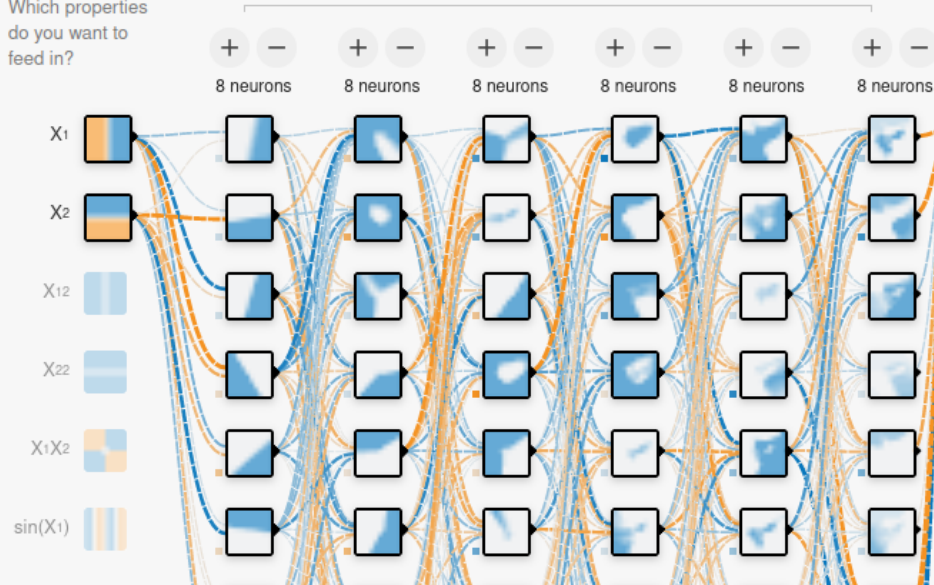 Which properties
do you want to
feed in?
+ − + − + − + − + − + −
8 neurons 8 neurons 8 neurons 8 neurons 8 neurons 8 neurons
X1
X2
X12
X22
X1X2
sin(X1)